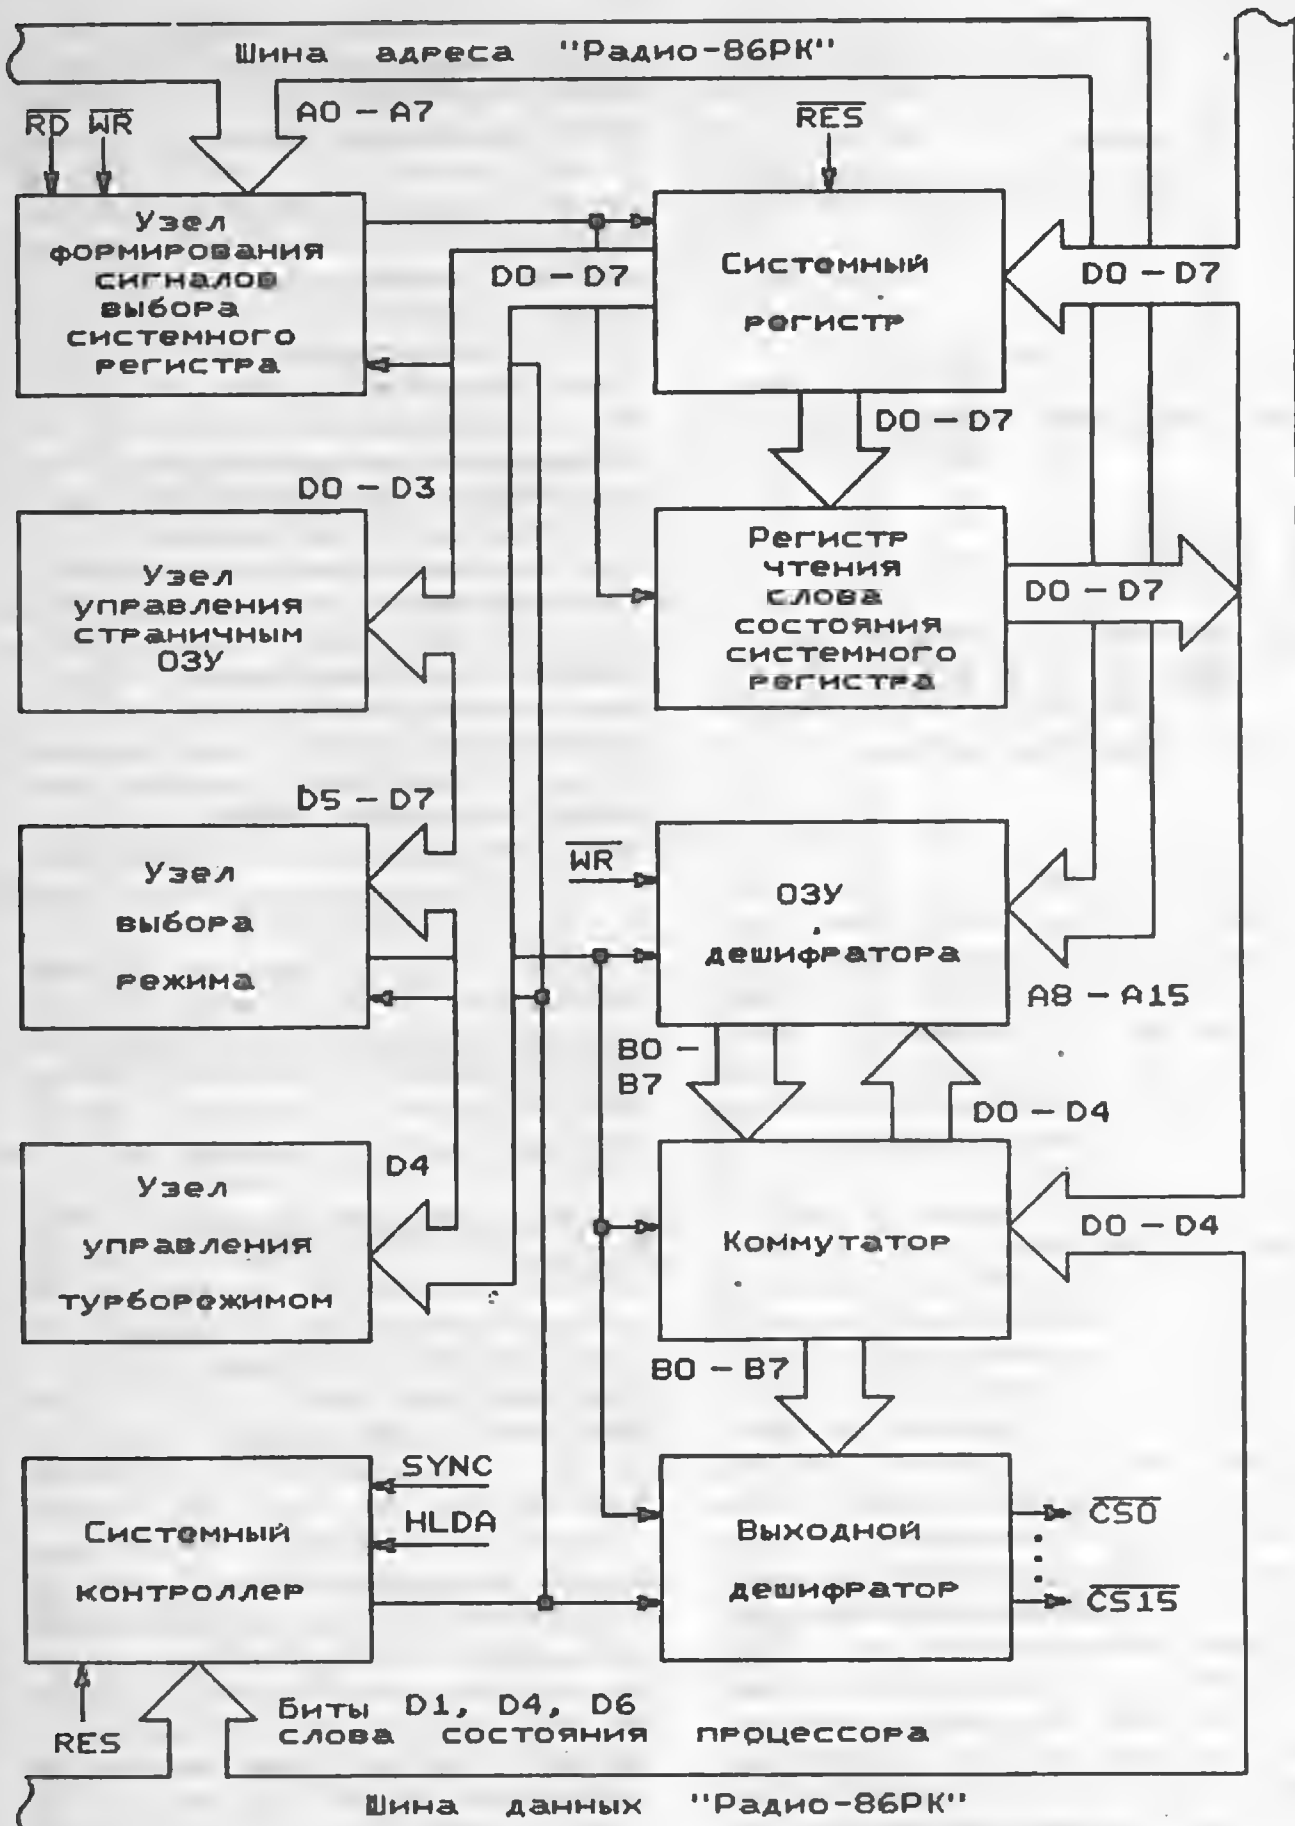 Шина адреса "Радио-86РК"
A0 – A7
RD WR
RES
Узел
формирования
сигналов
выбора
системного
регистра
D0 – D7
Системный
регистр
D0 – D7
D0 – D7
D0 – D3
Узел
управления
страничным
ОЗУ
Регистр
чтения
слова
состояния
системного
регистра
D0 – D7
D5 – D7
Узел
выбора
режима
WR
ОЗУ
дешифратора
A8 – A15
B0 –
B7
D0 – D4
D4
Узел
управления
турборежимом
Коммутатор
D0 – D4
B0 – B7
SYNC
HLDA
Системный
контроллер
Выходной
дешифратор
CS0
CS15
RES
Биты D1, D4, D6
слова состояния процессора
Шина данных "Радио-86РК"